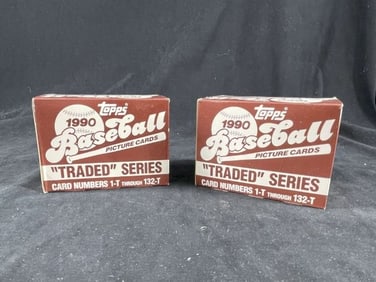 Topps
1990
Baseball
PICTURE CARDS
"TRADED" SERIES
CARD NUMBERS 1-T THROUGH 132-T
Topps
1990
Baseball
PICTURE CARDS
"TRADED" SERIES
CARD NUMBERS 1-T THROUGH 132-T